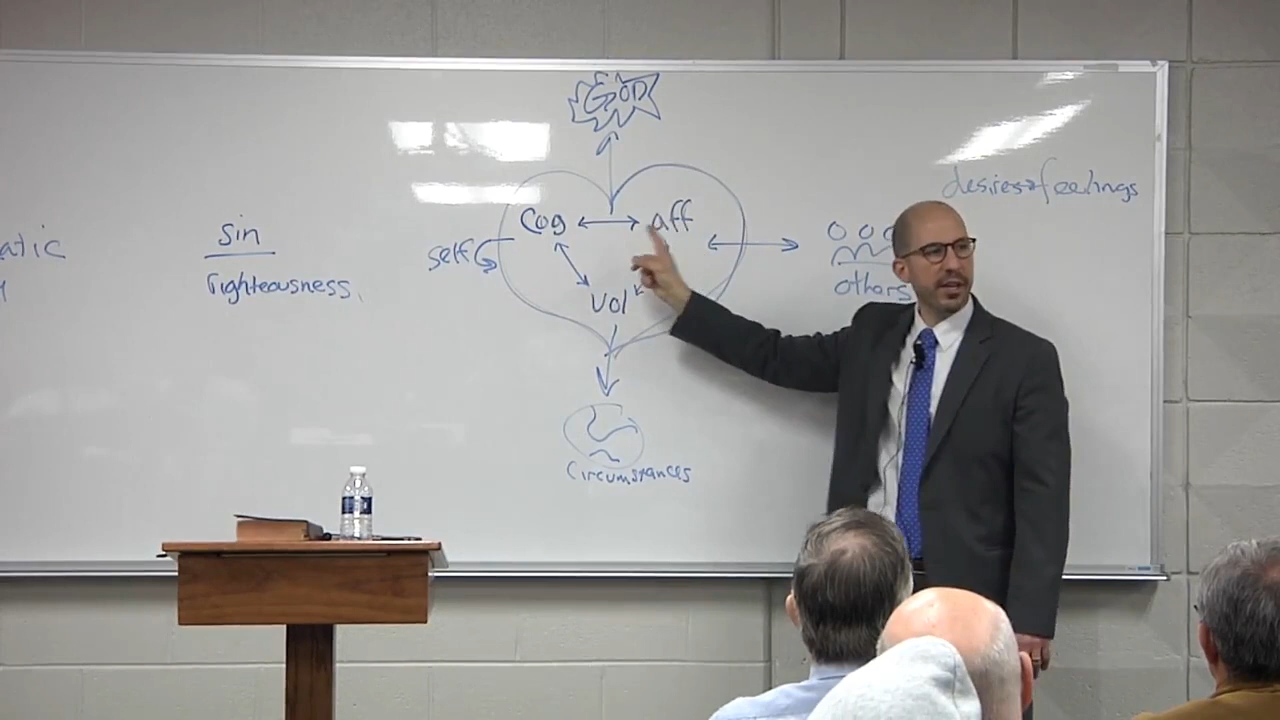 GOD
desires+feelings
Cog
aff
sin
righteousness
self
vol
others
atic
circumstances